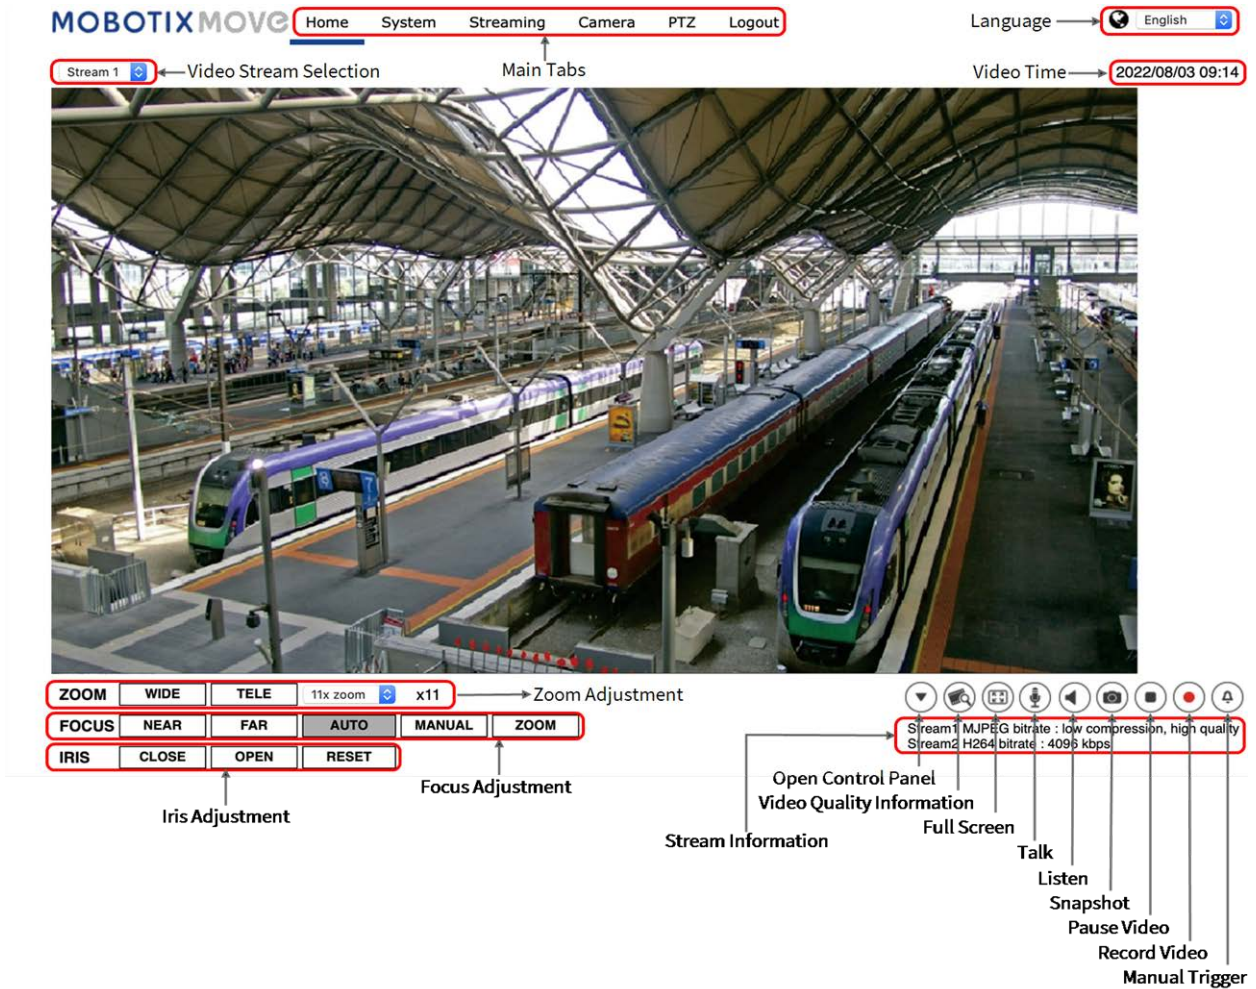 MOBOTIX MOVE Home System Streaming Camera PTZ Logout Language English
Stream 1 Video Stream Selection Main Tabs Video Time 2022/08/03 09:14
ZOOM WIDE TELE 11x zoom x11 Zoom Adjustment
FOCUS NEAR FAR AUTO MANUAL ZOOM
Stream1 MJPEG bitrate : low compression, high quality
Stream2 H264 bitrate : 4096 kbps
IRIS CLOSE OPEN RESET
Focus Adjustment
Iris Adjustment
Open Control Panel
Video Quality Information
Full Screen
Stream Information
Talk
Listen
Snapshot
Pause Video
Record Video
Manual Trigger